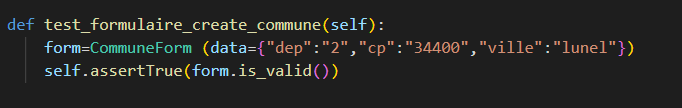 def test_formulaire_create_commune(self):
    form=CommuneForm (data={"dep":"2","cp":"34400","ville":"lunel"})
    self.assertTrue(form.is_valid())